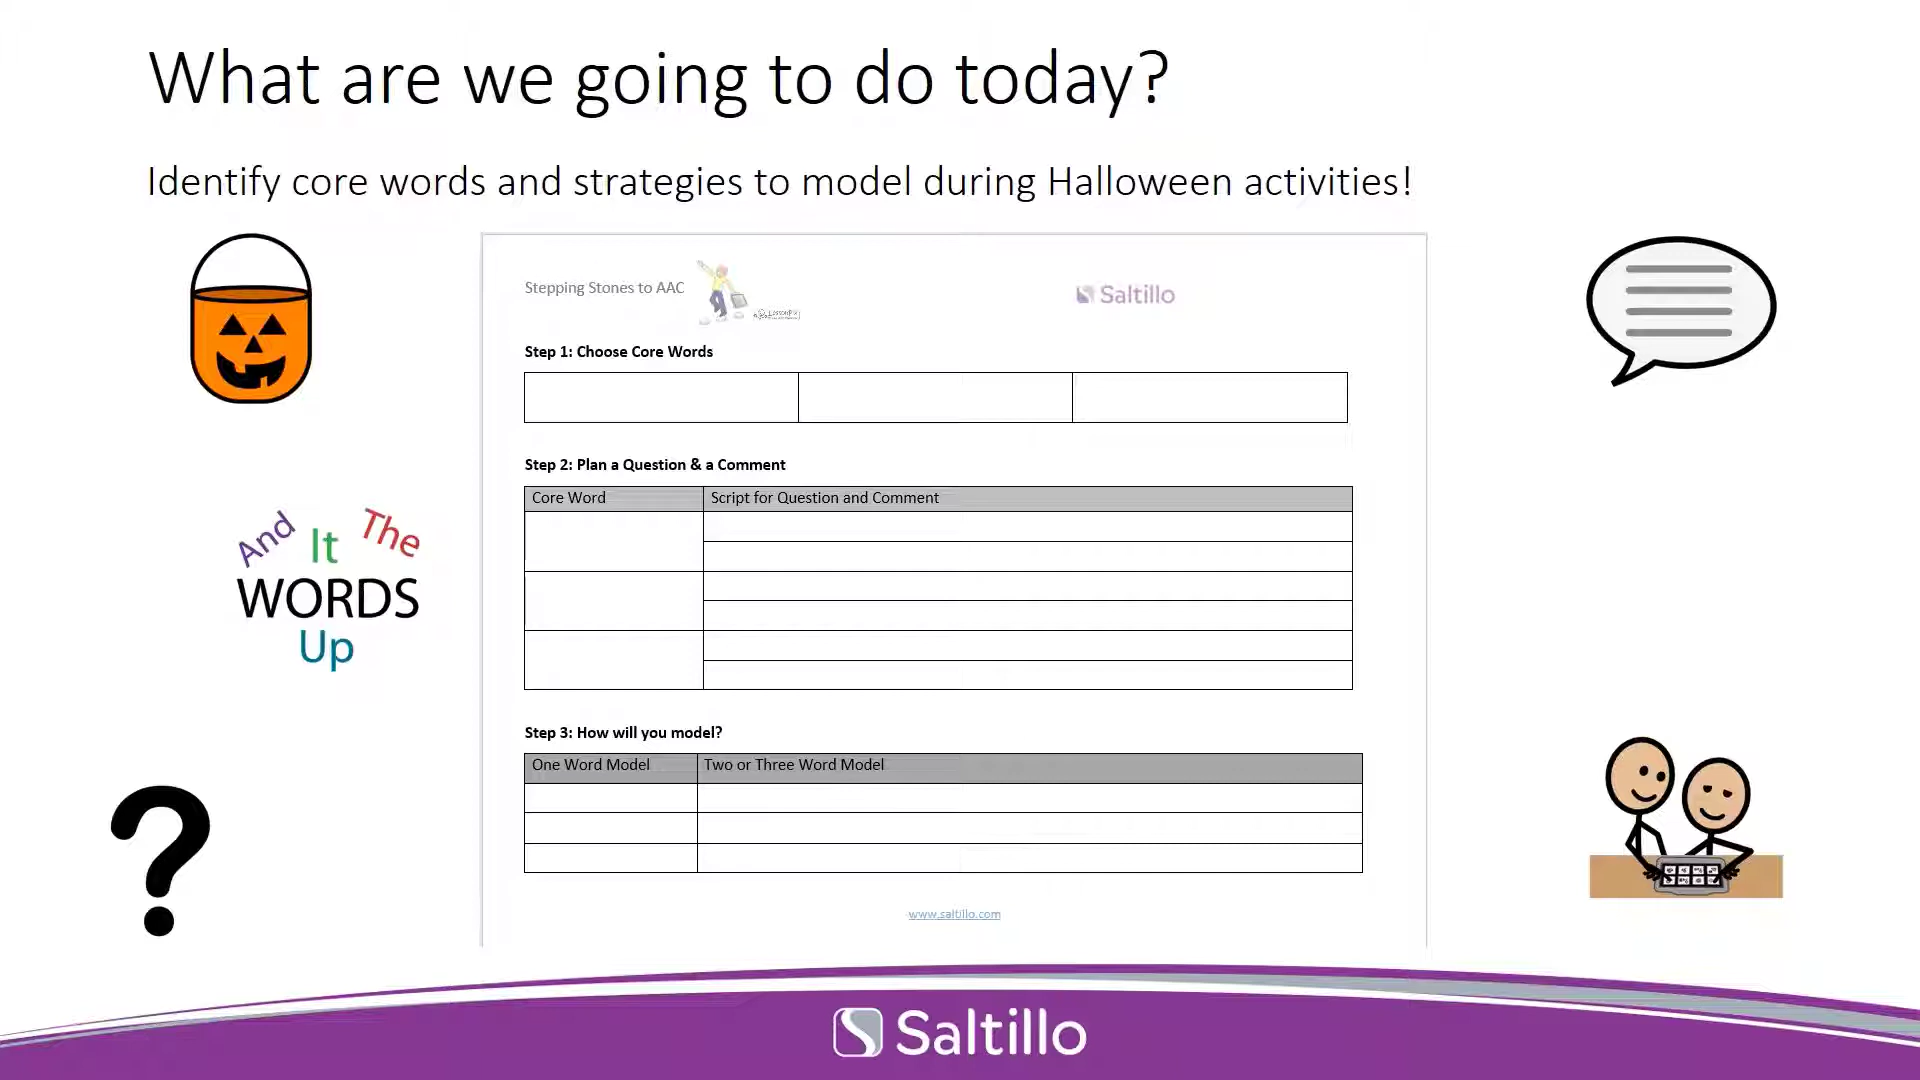 What are we going to do today?
Identify core words and strategies to model during Halloween activities!
Stepping Stones to AAC
LessonPix
Saltillo
Step 1: Choose Core Words
Step 2: Plan a Question & a Comment
Core Word
Script for Question and Comment
Step 3: How will you model?
One Word Model
Two or Three Word Model
www.saltillo.com
And It The
WORDS
Up
Saltillo